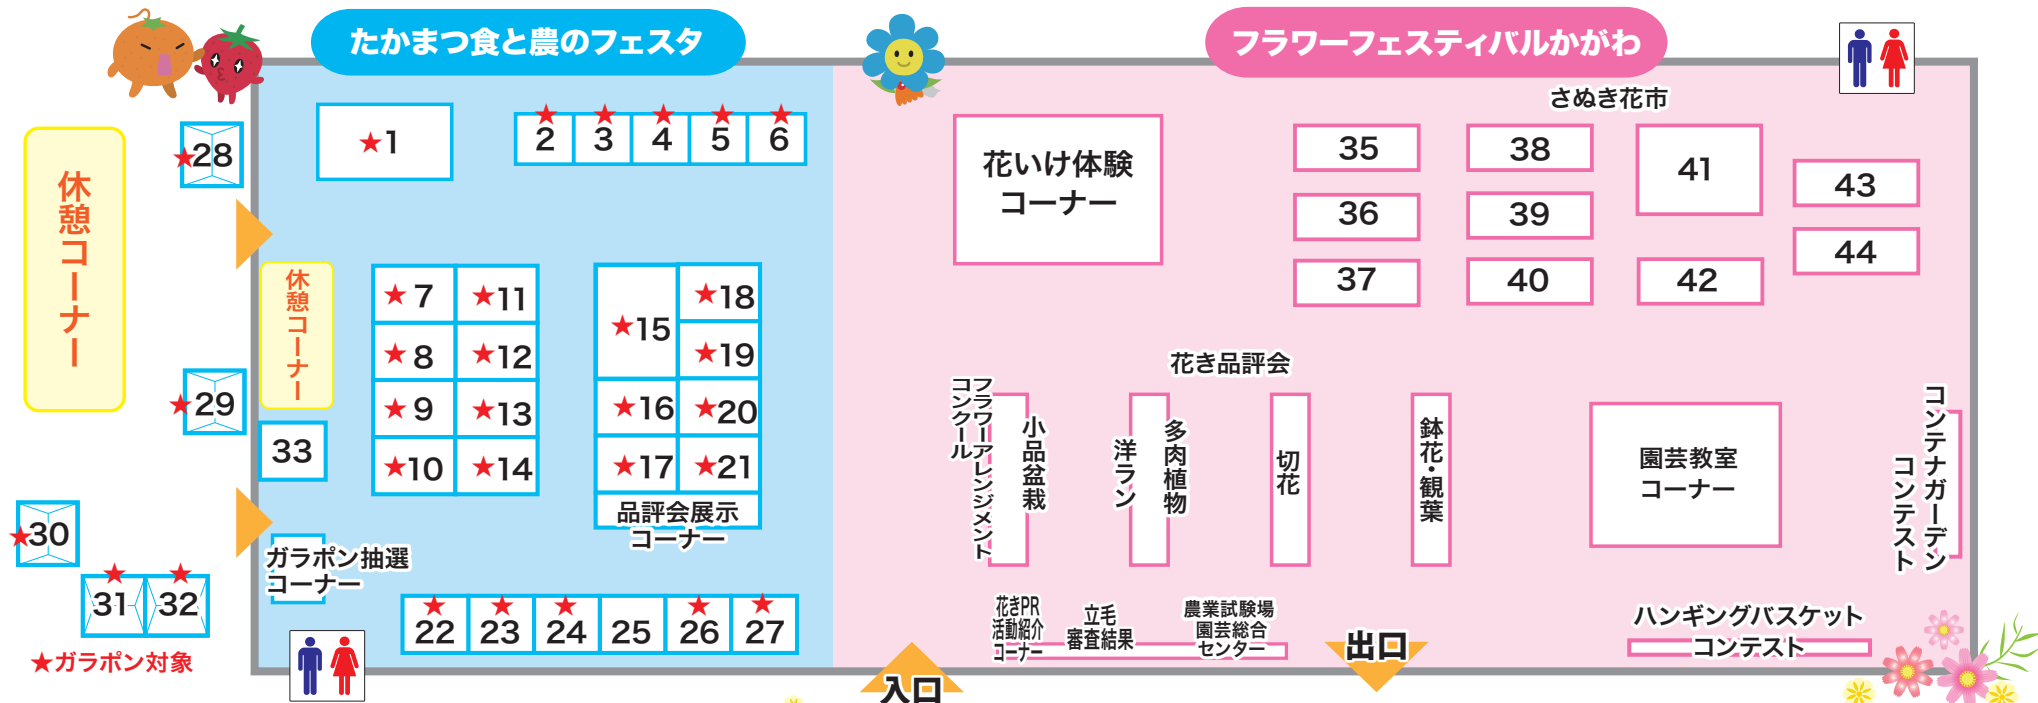 たかまつ食と農のフェスタ
フラワーフェスティバルかがわ
さぬき花市
休憩コーナー
★28
★1
★2
★3
★4
★5
★6
花いけ体験
コーナー
35
38
41
43
36
39
44
37
40
42
休憩コーナー
★7
★11
★8
★12
★9
★13
★10
★14
★15
★18
★19
★16
★20
★17
★21
品評会展示
コーナー
★29
33
★30
★31
★32
★ガラポン対象
ガラポン抽選
コーナー
★22
★23
★24
25
★26
★27
花き品評会
フラワーアレンジメント
コンクール
小品盆栽
洋ラン
多肉植物
切花
鉢花・観葉
園芸教室
コーナー
コンテナガーデン
コンテスト
花きPR
活動紹介
コーナー
立毛
審査結果
農業試験場
園芸総合
センター
ハンギングバスケット
コンテスト
入口
出口